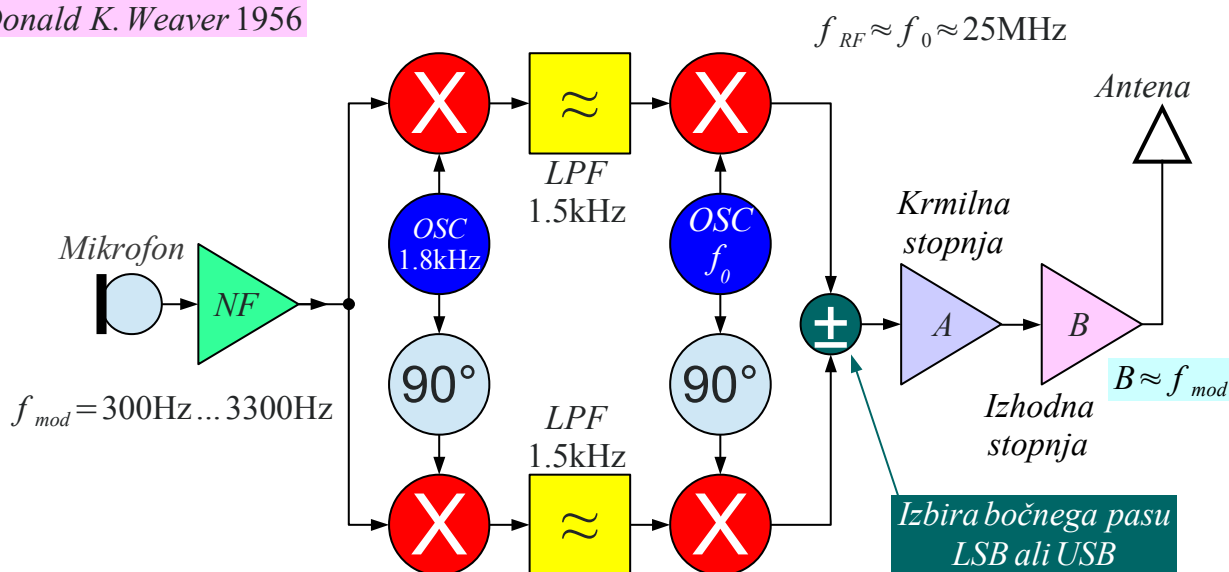 Donald K. Weaver 1956
f RF ≈ f 0 ≈ 25MHz
Antena
X
≈
X
LPF
1.5kHz
Krmilna
stopnja
OSC
1.8kHz
OSC
f0
Mikrofon
NF
±
A
B
90°
90°
B ≈ f mod
f mod = 300Hz ... 3300Hz
Izhodna
stopnja
LPF
1.5kHz
X
≈
X
Izbira bočnega pasu
LSB ali USB